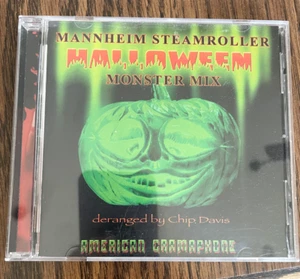 MANNHEIM STEAMROLLER
HALLOWEEN
MONSTER MIX
deranged by Chip Davis
AMERICAN GRAMAPHONE